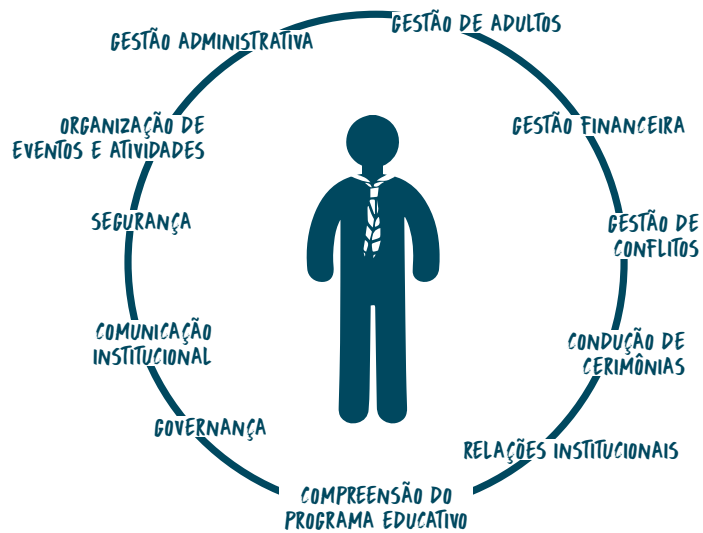 GESTÃO DE ADULTOS
GESTÃO ADMINISTRATIVA
ORGANIZAÇÃO DE
EVENTOS E ATIVIDADES
GESTÃO FINANCEIRA
SEGURANÇA
GESTÃO DE
CONFLITOS
COMUNICAÇÃO
INSTITUCIONAL
CONDUÇÃO DE
CERIMÔNIAS
GOVERNANÇA
RELAÇÕES INSTITUCIONAIS
COMPREENSÃO DO
PROGRAMA EDUCATIVO